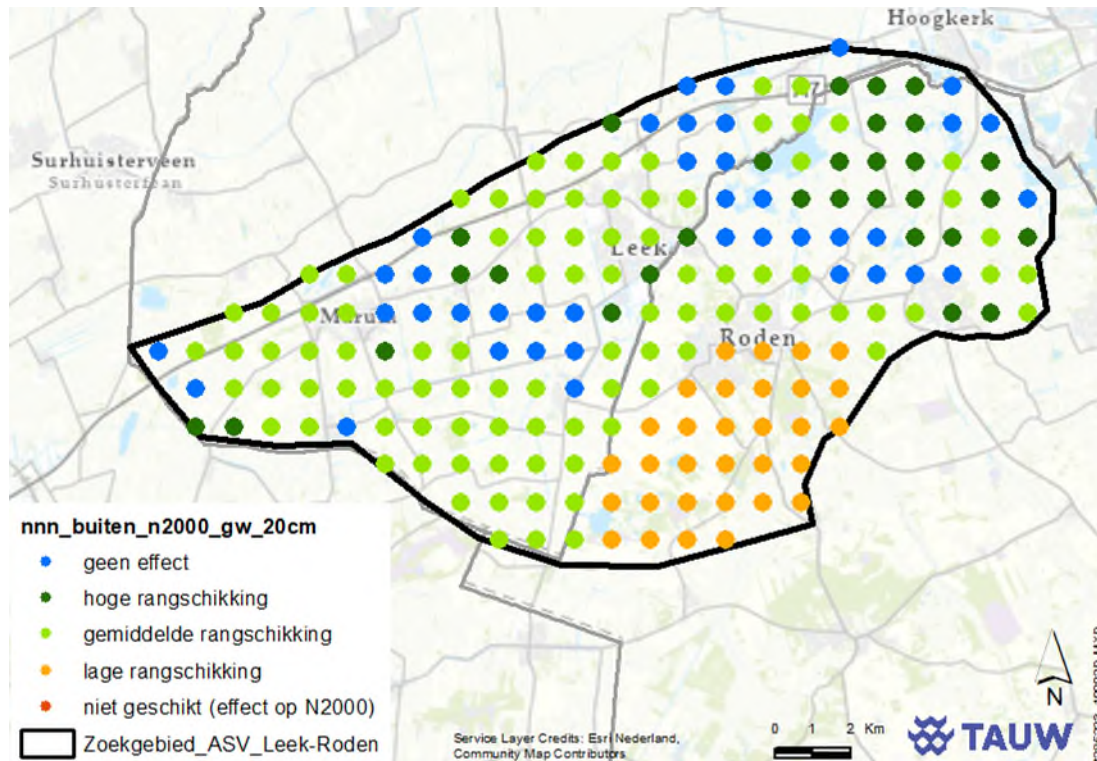 Hoogkerk
Surhuisterveen
Surhústerfean
Leek
Marum
Roden
nnn_buiten_n2000_gw_20cm
geen effect
hoge rangschikking
gemiddelde rangschikking
lage rangschikking
niet geschikt (effect op N2000)
Zoekgebied_ASV_Leek-Roden
Service Layer Credits: Esri Nederland,
Community Map Contributors
0 1 2 Km
N
TAUW